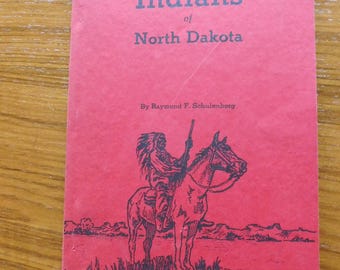 Indians
of
North Dakota
By Raymond F. Schulenberg